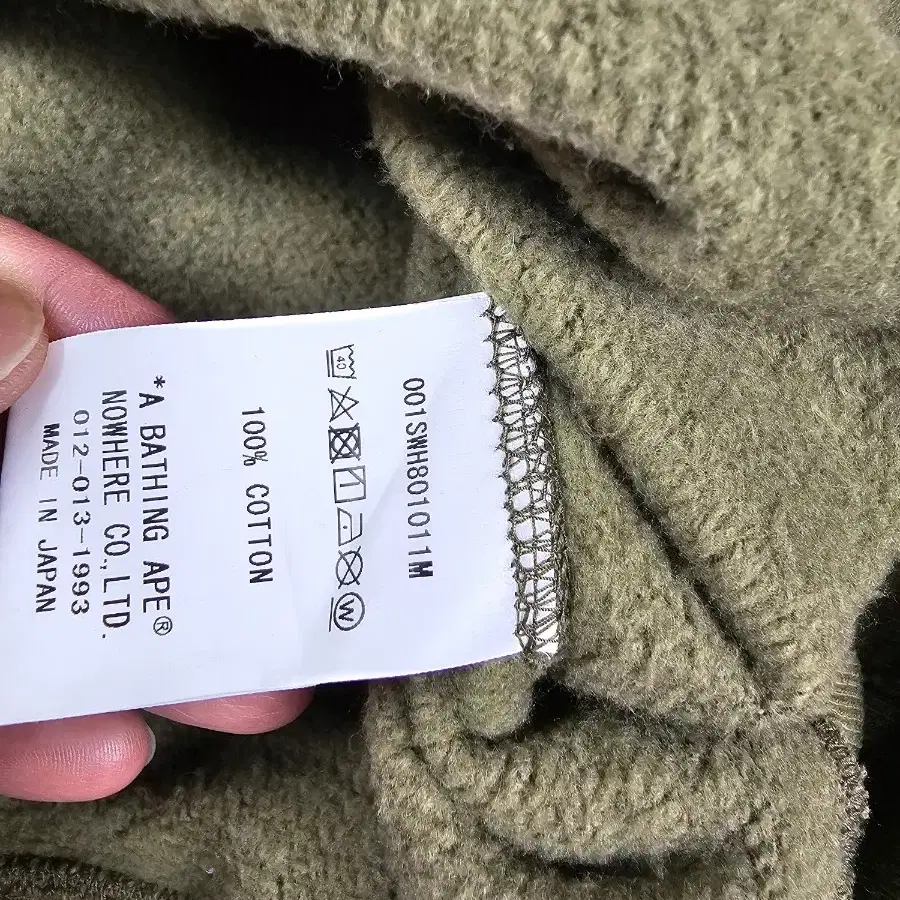 001SWH801011M
40
W
100% COTTON
*A BATHING APE®
NOWHERE CO.,LTD.
012-013-1993
MADE IN JAPAN